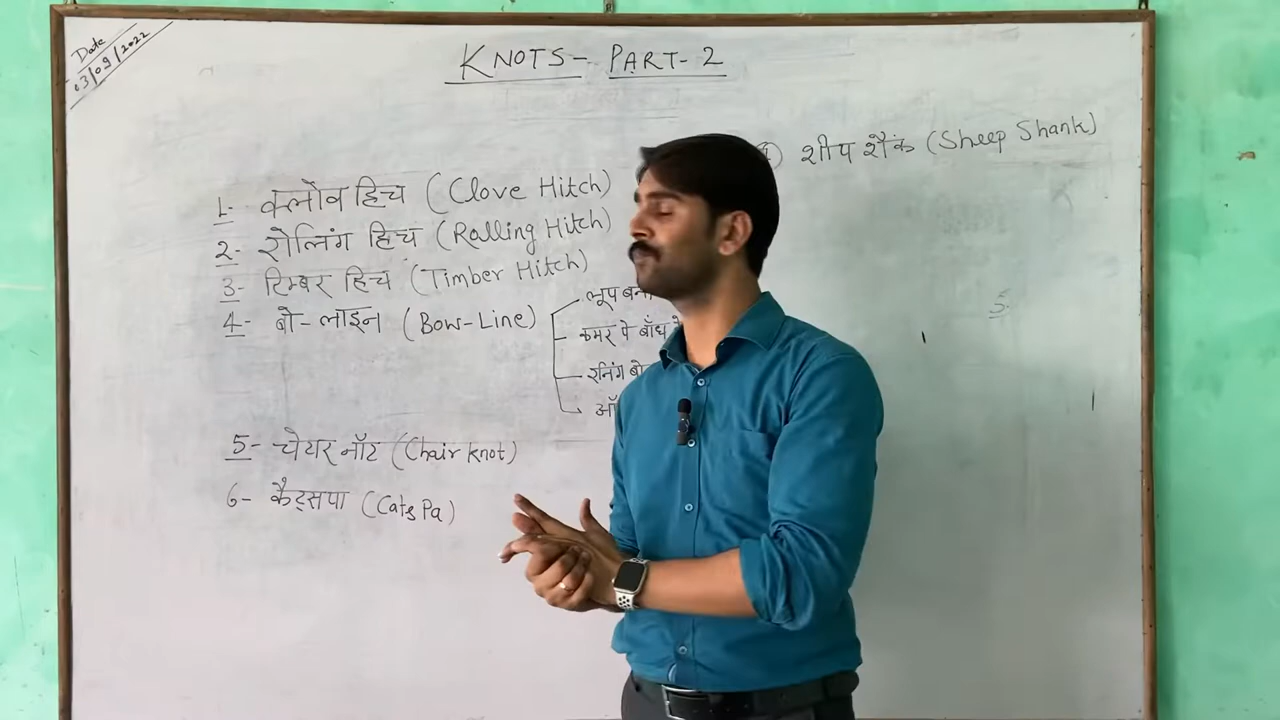 Date
03/09/2022
KNOTS- PART-2
शीप शैंक (Sheep Shank)
1- क्लोव हिच (Clove Hitch)
2- रोलिंग हिच (Rolling Hitch)
3- टिम्बर हिच (Timber Hitch)
4- बो-लाइन (Bow-Line)
लूप
कमर पे बाँध
रनिंग
5- चेयर नॉट (Chair knot)
6- कैट्सपा (Cats Pa)
5